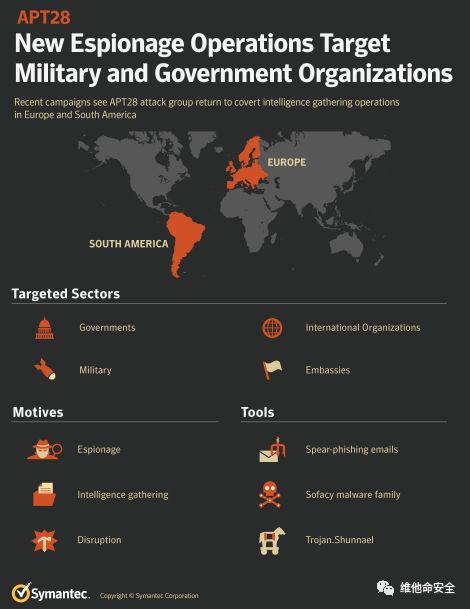 APT28
New Espionage Operations Target
Military and Government Organizations
Recent campaigns see APT28 attack group return to covert intelligence gathering operations
in Europe and South America
EUROPE
SOUTH AMERICA
Targeted Sectors
Governments
International Organizations
Military
Embassies
Motives
Tools
Espionage
Spear-phishing emails
Intelligence gathering
Sofacy malware family
Disruption
Trojan.Shunnael
Symantec.
Copyright © Symantec Corporation
维他命安全